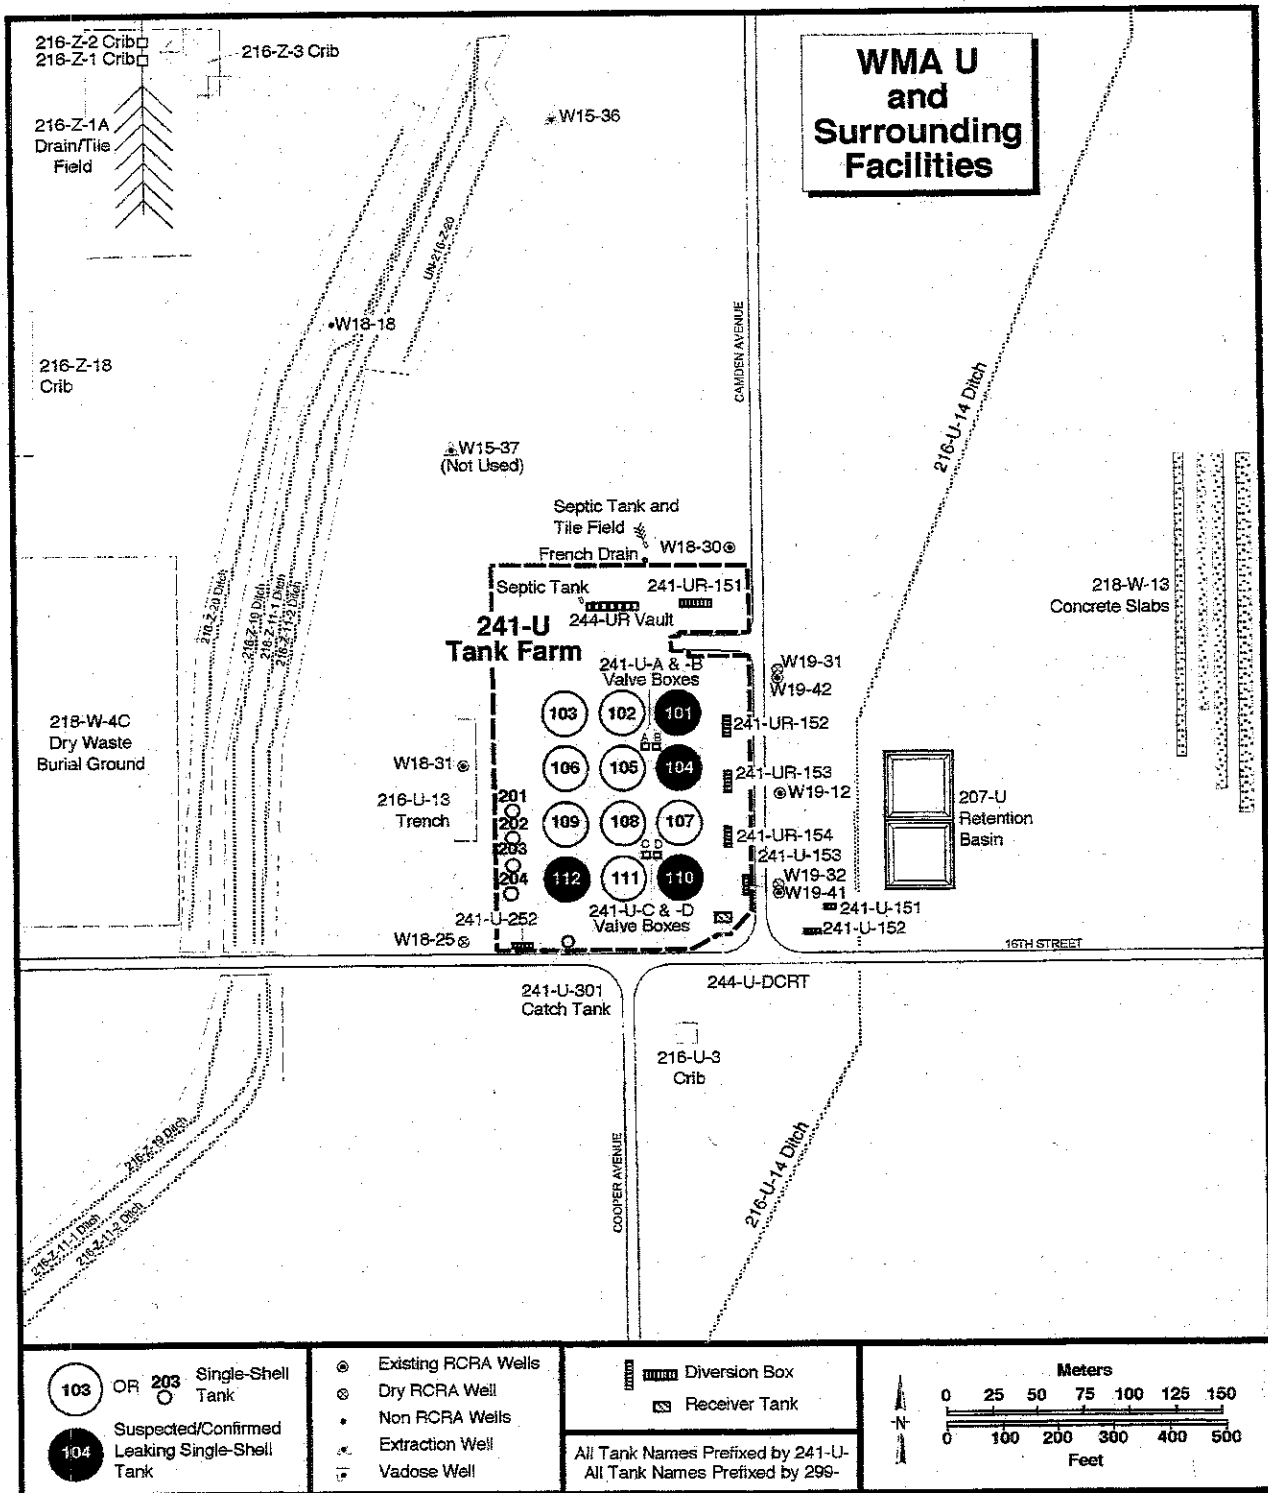 WMA U
and
Surrounding
Facilities
216-Z-2 Crib
216-Z-1 Crib
216-Z-3 Crib
216-Z-1A
Drain/Tile
Field
W15-36
UN-216-Z-20
W18-18
216-Z-18
Crib
CAMDEN AVENUE
216-U-14 Ditch
W15-37
(Not Used)
Septic Tank and
Tile Field
French Drain
W18-30
Septic Tank
241-UR-151
244-UR Vault
218-W-13
Concrete Slabs
216-Z-20 Ditch
216-Z-19 Ditch
216-Z-11-1 Ditch
216-Z-11-2 Ditch
241-U
Tank Farm
241-U-A & -B
Valve Boxes
W19-31
W19-42
103
102
101
241-UR-152
218-W-4C
Dry Waste
Burial Ground
A B
W18-31
106
105
104
241-UR-153
W19-12
216-U-13
Trench
207-U
Retention
Basin
201
202
203
204
109
108
107
241-UR-154
C D
241-U-153
112
111
110
W19-32
W19-41
241-U-151
241-U-152
241-U-252
241-U-C & -D
Valve Boxes
W18-25
16TH STREET
241-U-301
Catch Tank
244-U-DCRT
216-U-3
Crib
COOPER AVENUE
216-U-14 Ditch
216-Z-19 Ditch
216-Z-11-1 Ditch
216-Z-11-2 Ditch
103 OR 203 Single-Shell
Tank
104 Suspected/Confirmed
Leaking Single-Shell
Tank
Existing RCRA Wells
Dry RCRA Well
Non RCRA Wells
Extraction Well
Vadose Well
Diversion Box
Receiver Tank
All Tank Names Prefixed by 241-U-
All Tank Names Prefixed by 299-
N
Meters
0 25 50 75 100 125 150
0 100 200 300 400 500
Feet